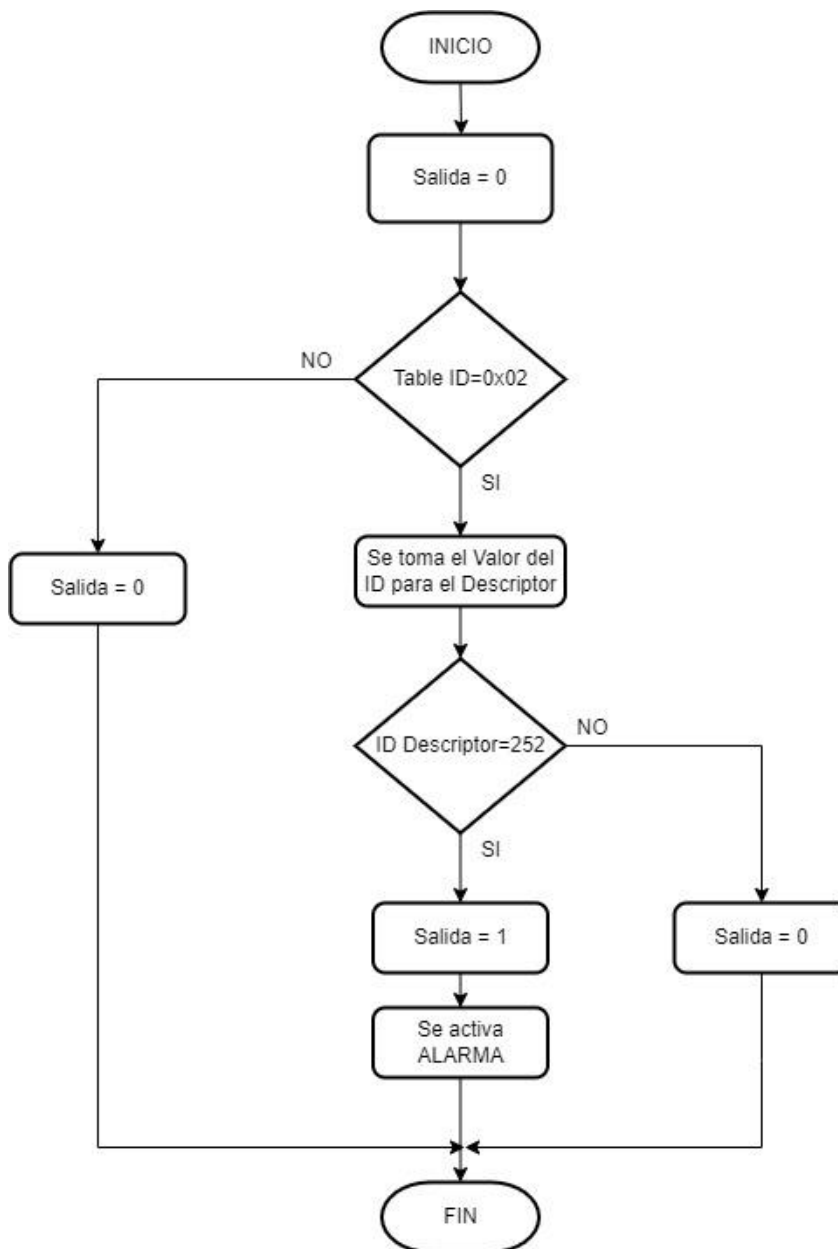 INICIO
Salida = 0
Table ID=0x02
NO
SI
Salida = 0
Se toma el Valor del
ID para el Descriptor
ID Descriptor=252
NO
SI
Salida = 1
Salida = 0
Se activa
ALARMA
FIN